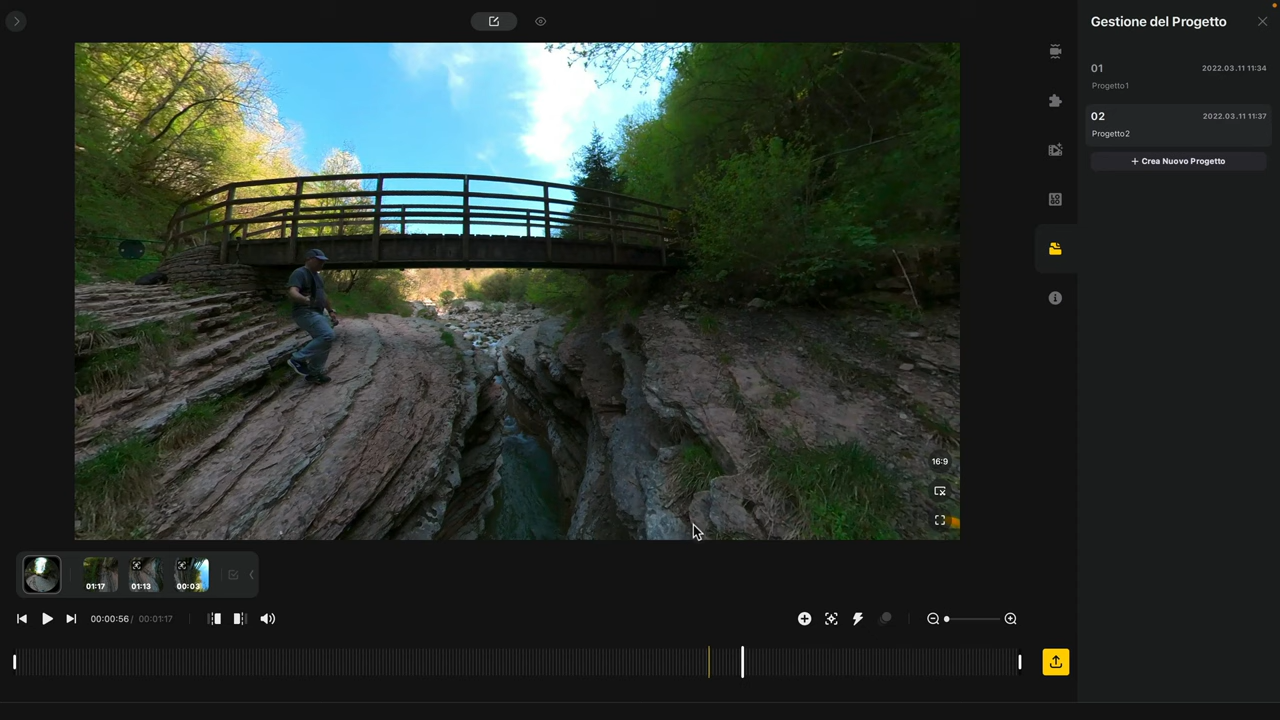 Gestione del Progetto
01 2022.03.11 11:34
Progetto1
02 2022.03.11 11:37
Progetto2
+ Crea Nuovo Progetto
16:9
01:17 01:13 00:03
00:00:56 / 00:01:17